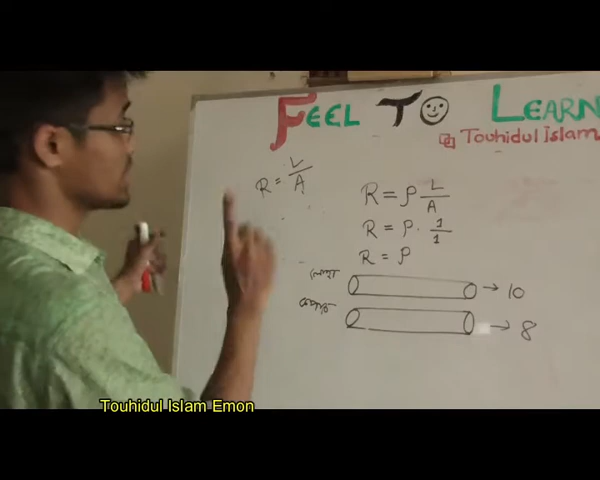 FEEL TO LEARN
Touhidul Islam
R = L/A
R = ρ L/A
R = ρ · 1/1
R = ρ
লোহা → 10
→ 8
Touhidul Islam Emon